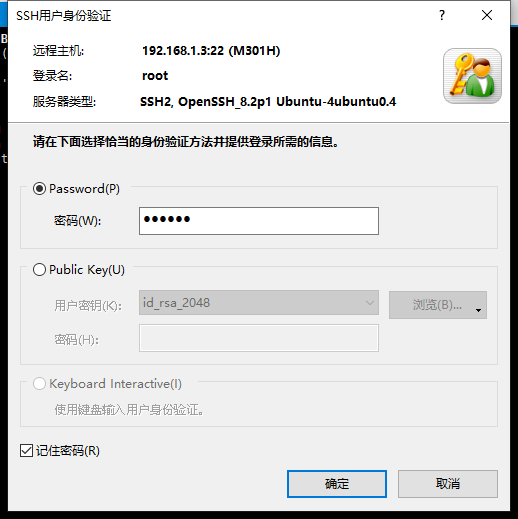 SSH用户身份验证
远程主机: 192.168.1.3:22 (M301H)
登录名: root
服务器类型: SSH2, OpenSSH_8.2p1 Ubuntu-4ubuntu0.4
请在下面选择恰当的身份验证方法并提供登录所需的信息。
Password(P)
密码(W): ●●●●●●
Public Key(U)
用户密钥(K): id_rsa_2048 浏览(B)...
密码(H):
Keyboard Interactive(I)
使用键盘输入用户身份验证。
记住密码(R)
确定 取消